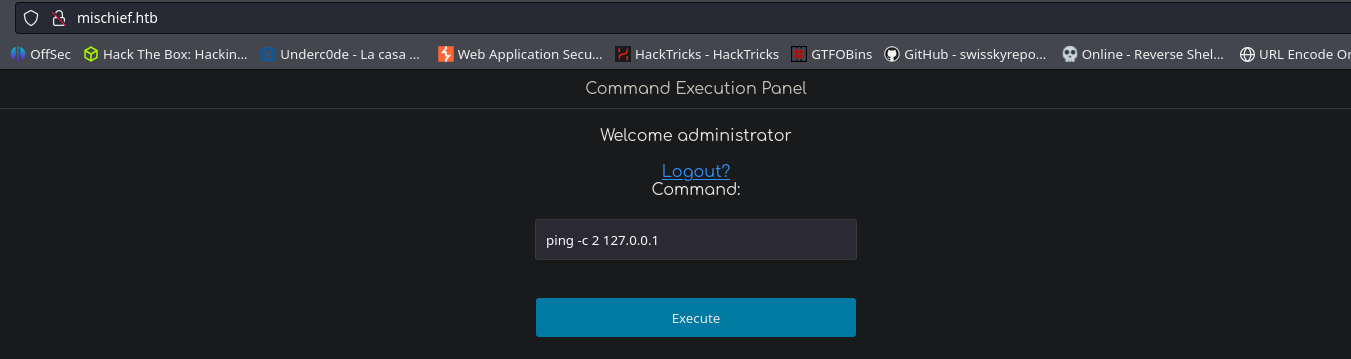 mischief.htb
OffSec Hack The Box: Hackin... Underc0de - La casa ... Web Application Secu... HackTricks - HackTricks GTFOBins GitHub - swisskyrepo... Online - Reverse Shel... URL Encode Or
Command Execution Panel
Welcome administrator
Logout?
Command:
ping -c 2 127.0.0.1
Execute